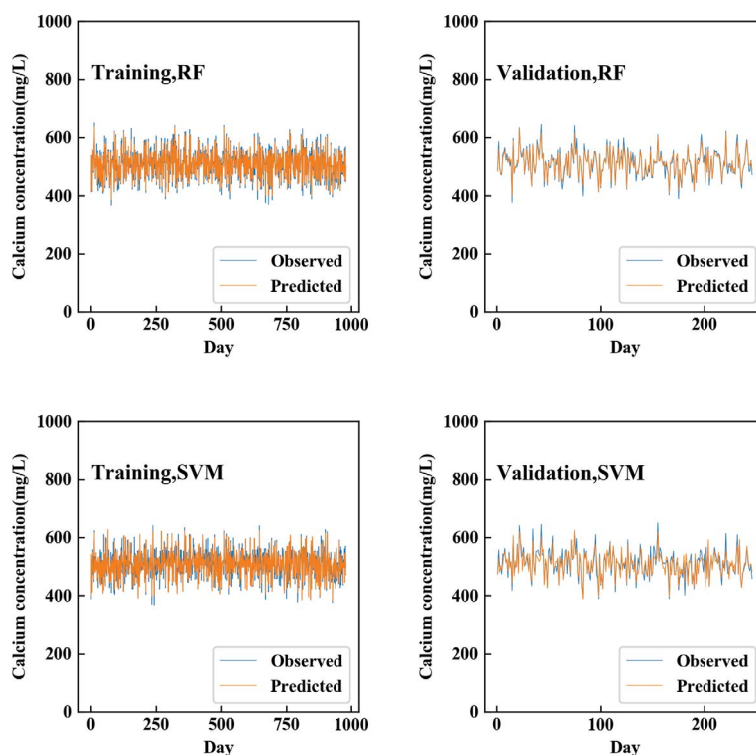 Calcium concentration(mg/L)
1000
800
600
400
200
0
Training,RF
Observed
Predicted
0 250 500 750 1000
Day
Calcium concentration(mg/L)
1000
800
600
400
200
0
Validation,RF
Observed
Predicted
0 100 200
Day
Calcium concentration(mg/L)
1000
800
600
400
200
0
Training,SVM
Observed
Predicted
0 250 500 750 1000
Day
Calcium concentration(mg/L)
1000
800
600
400
200
0
Validation,SVM
Observed
Predicted
0 100 200
Day